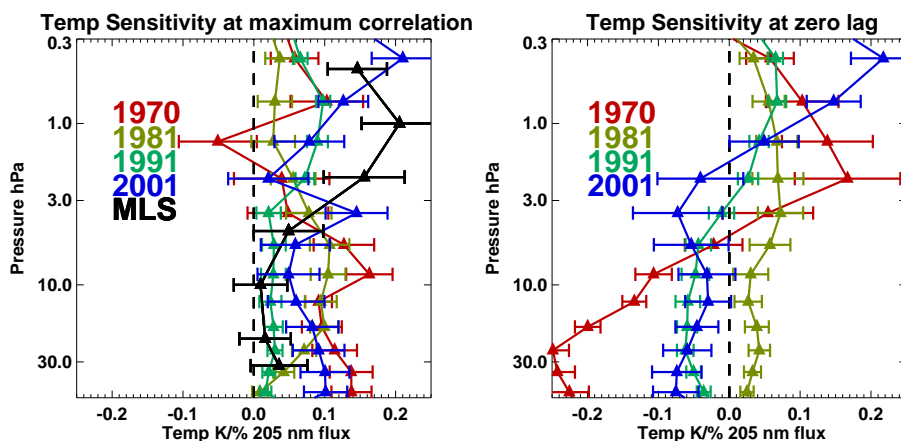 Temp Sensitivity at maximum correlation
0.3
1.0
3.0
10.0
30.0
Pressure hPa
1970
1981
1991
2001
MLS
-0.2 -0.1 0.0 0.1 0.2
Temp K/% 205 nm flux
Temp Sensitivity at zero lag
0.3
1.0
3.0
10.0
30.0
Pressure hPa
1970
1981
1991
2001
-0.2 -0.1 0.0 0.1 0.2
Temp K/% 205 nm flux